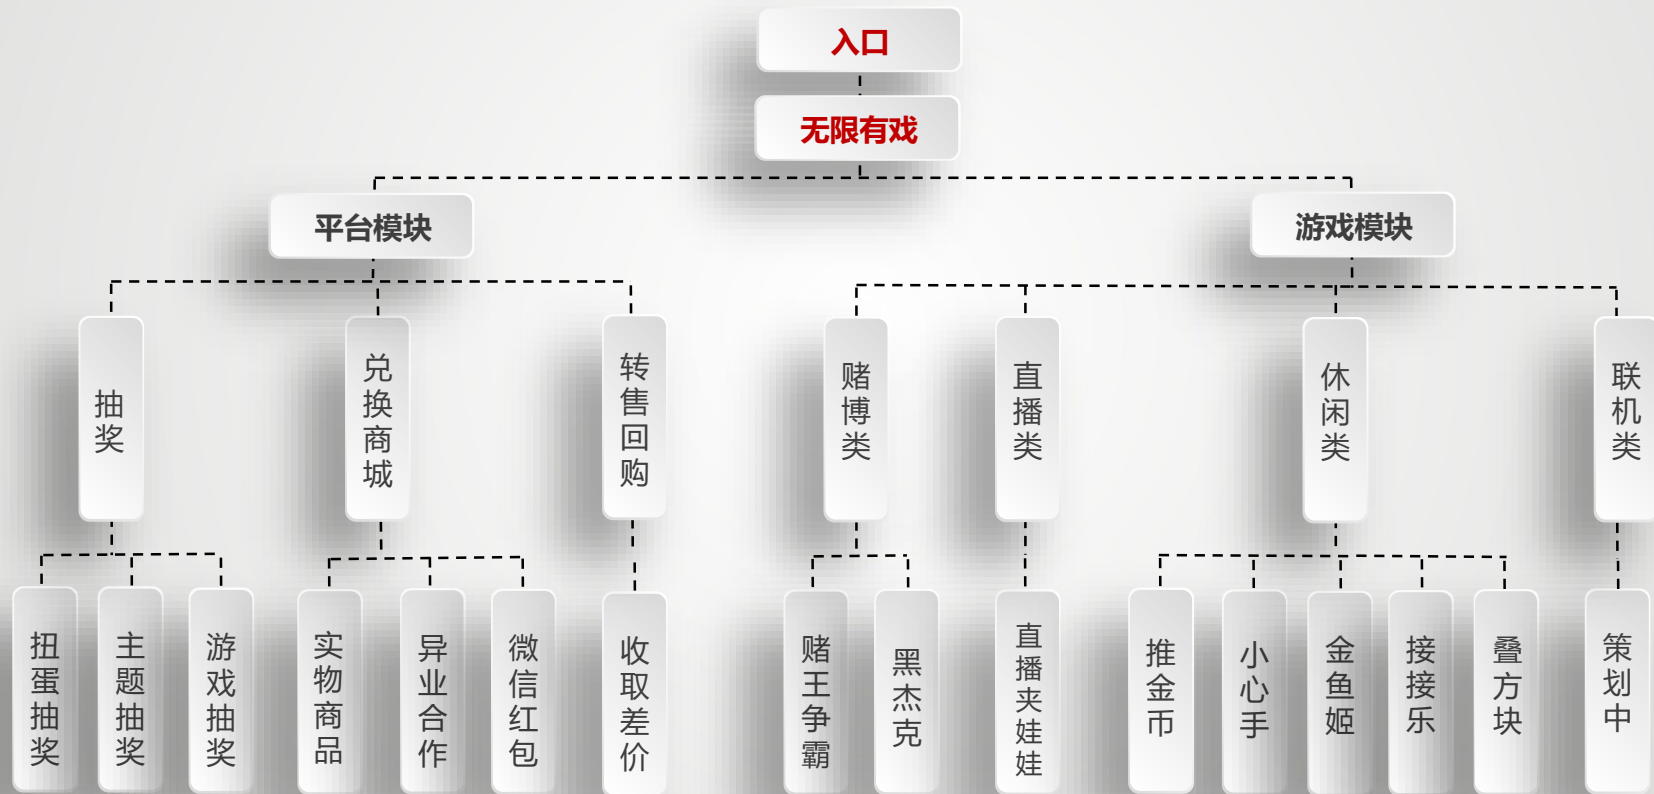 入口
无限有戏
平台模块
游戏模块
抽奖
兑换商城
转售回购
赌博类
直播类
休闲类
联机类
扭蛋抽奖
主题抽奖
游戏抽奖
实物商品
异业合作
微信红包
收取差价
赌王争霸
黑杰克
直播夹娃娃
推金币
小心手
金鱼姬
接接乐
叠方块
策划中